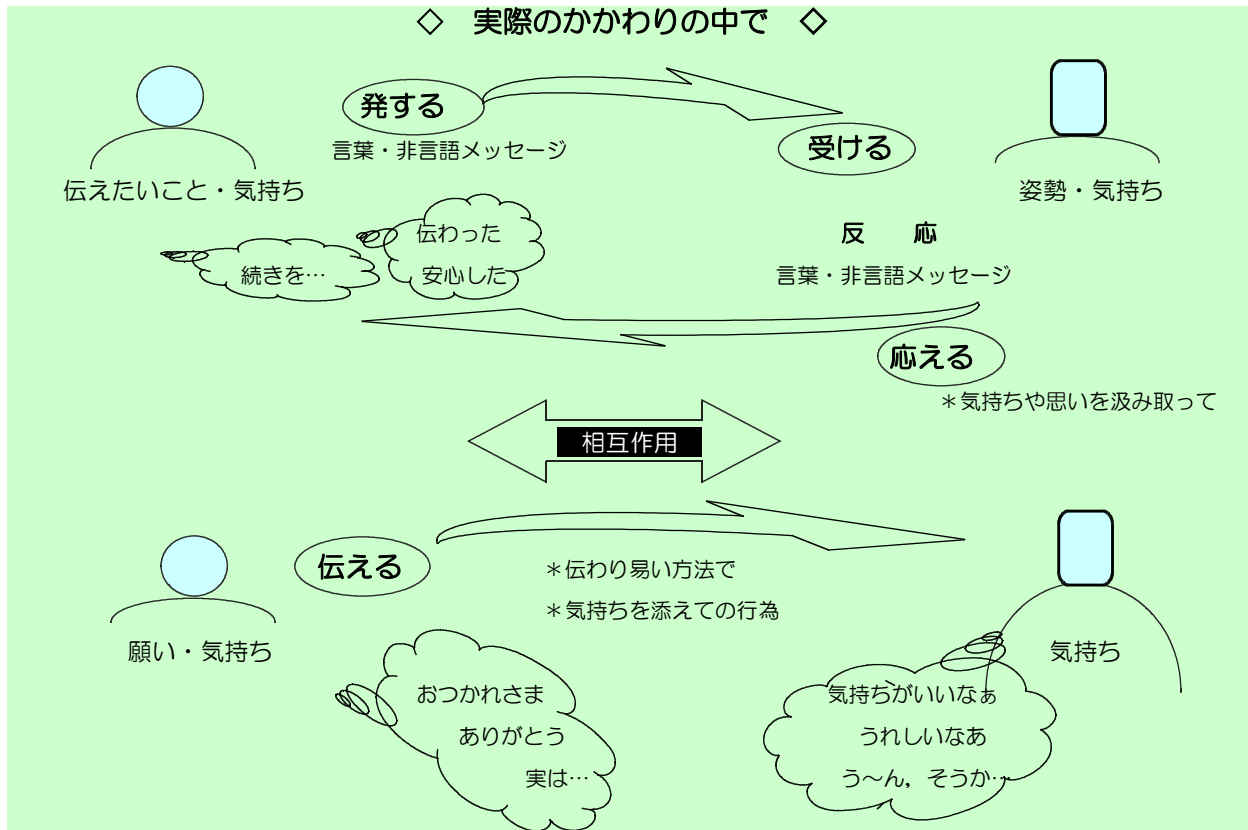 ◇ 実際のかかわりの中で ◇
発する
言葉・非言語メッセージ
受ける
伝えたいこと・気持ち
姿勢・気持ち
伝わった
安心した
続きを…
反 応
言葉・非言語メッセージ
応える
＊気持ちや思いを汲み取って
相互作用
伝える
＊伝わり易い方法で
＊気持ちを添えての行為
願い・気持ち
気持ち
おつかれさま
ありがとう
実は…
気持ちがいいなぁ
うれしいなあ
う～ん，そうか…